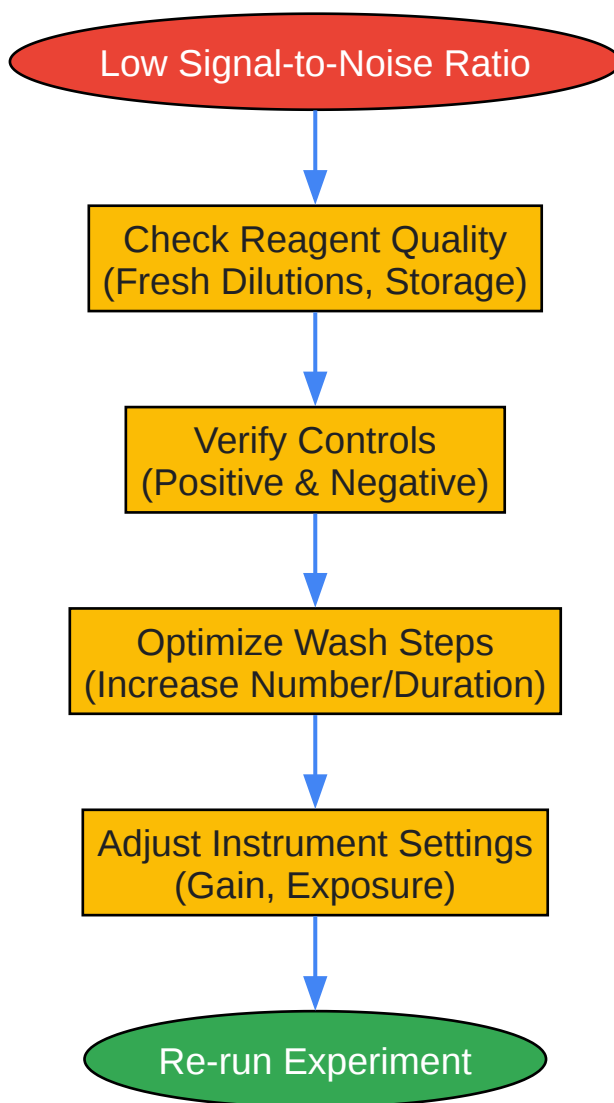 Low Signal-to-Noise Ratio
Check Reagent Quality
(Fresh Dilutions, Storage)
Verify Controls
(Positive & Negative)
Optimize Wash Steps
(Increase Number/Duration)
Adjust Instrument Settings
(Gain, Exposure)
Re-run Experiment